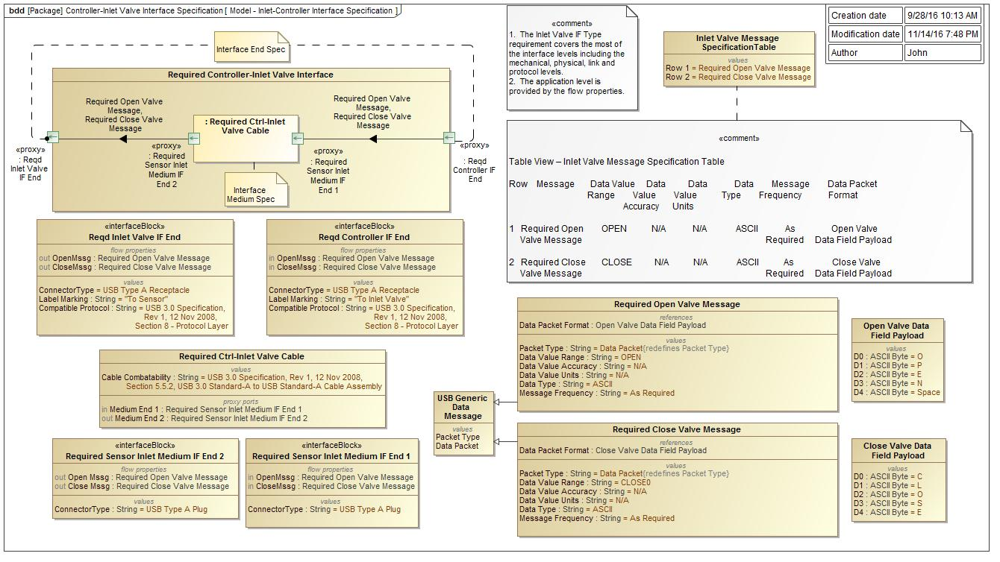 bdd [Package] Controller-Inlet Valve Interface Specification [ Model - Inlet-Controller Interface Specification ]
Creation date 9/28/16 10:13 AM
Modification date 11/14/16 7:48 PM
Author John
«comment»
1. The Inlet Valve IF Type
requirement covers the most of
the interface levels including the
mechanical, physical, link and
protocol levels.
2. The application level is
provided by the flow properties.
Inlet Valve Message
SpecificationTable
values
Row 1 = Required Open Valve Message
Row 2 = Required Close Valve Message
Interface End Spec
Required Controller-Inlet Valve Interface
Required Open Valve
Message,
Required Close Valve
Message
: Required Ctrl-Inlet
Valve Cable
Required Open Valve
Message,
Required Close Valve
Message
«proxy»
: Reqd
Inlet Valve
IF End
«proxy»
: Required
Sensor Inlet
Medium IF
End 2
«proxy»
: Required
Sensor Inlet
Medium IF
End 1
«proxy»
: Reqd
Controller IF
End
Interface
Medium Spec
«comment»
Table View – Inlet Valve Message Specification Table
Row Message Data Value Data Data Data Message Data Packet
Range Value Value Type Frequency Format
Accuracy Units
1 Required Open OPEN N/A N/A ASCII As Open Valve
Valve Message Required Data Field Payload
2 Required Close CLOSE N/A N/A ASCII As Close Valve
Valve Message Required Data Field Payload
«interfaceBlock»
Reqd Inlet Valve IF End
flow properties
out OpenMssg : Required Open Valve Message
out CloseMssg : Required Close Valve Message
values
ConnectorType = USB Type A Receptacle
Label Marking : String = "To Sensor"
Compatible Protocol : String = USB 3.0 Specification,
Rev 1, 12 Nov 2008,
Section 8 - Protocol Layer
«interfaceBlock»
Reqd Controller IF End
flow properties
in OpenMssg : Required Open Valve Message
in CloseMssg : Required Close Valve Message
values
ConnectorType = USB Type A Receptacle
Label Marking : String = "To Inlet Valve"
Compatible Protocol : String = USB 3.0 Specification,
Rev 1, 12 Nov 2008,
Section 8 - Protocol Layer
Required Ctrl-Inlet Valve Cable
values
Cable Combatability : String = USB 3.0 Specification, Rev 1, 12 Nov 2008,
Section 5.5.2, USB 3.0 Standard-A to USB Standard-A Cable Assembly
proxy ports
in Medium End 1 : Required Sensor Inlet Medium IF End 1
out Medium End 2 : Required Sensor Inlet Medium IF End 2
«interfaceBlock»
Required Sensor Inlet Medium IF End 2
flow properties
out Open Mssg : Required Open Valve Message
out Close Mssg : Required Close Valve Message
values
ConnectorType : String = USB Type A Plug
«interfaceBlock»
Required Sensor Inlet Medium IF End 1
flow properties
in OpenMssg : Required Open Valve Message
in CloseMssg : Required Close Valve Message
values
ConnectorType : String = USB Type A Plug
USB Generic
Data
Message
values
Packet Type
Data Packet
Required Open Valve Message
references
Data Packet Format : Open Valve Data Field Payload
values
Packet Type : String = Data Packet{redefines Packet Type}
Data Value Range : String = OPEN
Data Value Accuracy : String = N/A
Data Value Units : String = N/A
Data Type : String = ASCII
Message Frequency : String = As Required
Open Valve Data
Field Payload
values
D0 : ASCII Byte = O
D1 : ASCII Byte = P
D2 : ASCII Byte = E
D3 : ASCII Byte = N
D4 : ASCII Byte = Space
Required Close Valve Message
references
Data Packet Format : Close Valve Data Field Payload
values
Packet Type : String = Data Packet{redefines Packet Type}
Data Value Range : String = CLOSE0
Data Value Accuracy : String = N/A
Data Value Units : String = N/A
Data Type : String = ASCII
Message Frequency : String = As Required
Close Valve Data
Field Payload
values
D0 : ASCII Byte = C
D1 : ASCII Byte = L
D2 : ASCII Byte = O
D3 : ASCII Byte = S
D4 : ASCII Byte = E